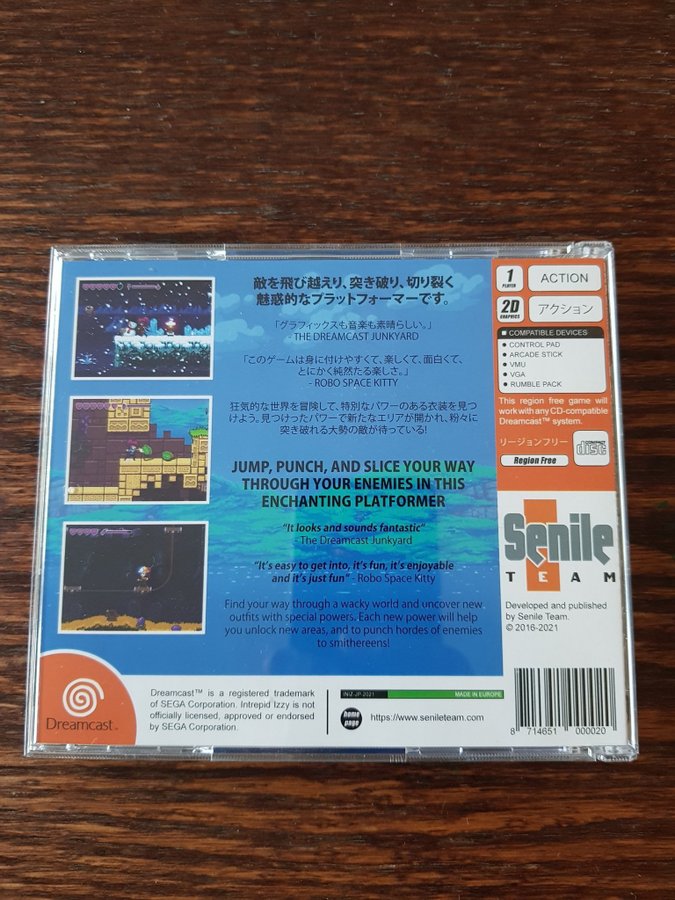 敵を飛び越えり、突き破り、切り裂く
魅惑的なプラットフォーマーです。
「グラフィックスも音楽も素晴らしい。」
- THE DREAMCAST JUNKYARD
「このゲームは身に付けやすくて、楽しくて、面白くて、
とにかく純然たる楽しさ。」
- ROBO SPACE KITTY
狂気的な世界を冒険して、特別なパワーのある衣装を見つ
けよう。見つけったパワーで新たなエリアが開かれ、粉々に
突き破れる大勢の敵が待っている!
JUMP, PUNCH, AND SLICE YOUR WAY
THROUGH YOUR ENEMIES IN THIS
ENCHANTING PLATFORMER
"It looks and sounds fantastic"
- The Dreamcast Junkyard
"It's easy to get into, it's fun, it's enjoyable
and it's just fun" - Robo Space Kitty
Find your way through a wacky world and uncover new
outfits with special powers. Each new power will help
you unlock new areas, and to punch hordes of enemies
to smithereens!
1
PLAYER
ACTION
2D
GRAPHICS
アクション
COMPATIBLE DEVICES
• CONTROL PAD
• ARCADE STICK
• VMU
• VGA
• RUMBLE PACK
This region free game will
work with any CD-compatible
Dreamcast™ system.
リージョンフリー
Region Free
COMPACT
disc
Senile
TEAM
Developed and published
by Senile Team.
© 2016-2021
Dreamcast™
Dreamcast™ is a registered trademark
of SEGA Corporation. Intrepid Izzy is not
officially licensed, approved or endorsed
by SEGA Corporation.
INIZ-JP-2021
MADE IN EUROPE
home
page
https://www.senileteam.com
8 714651 000020